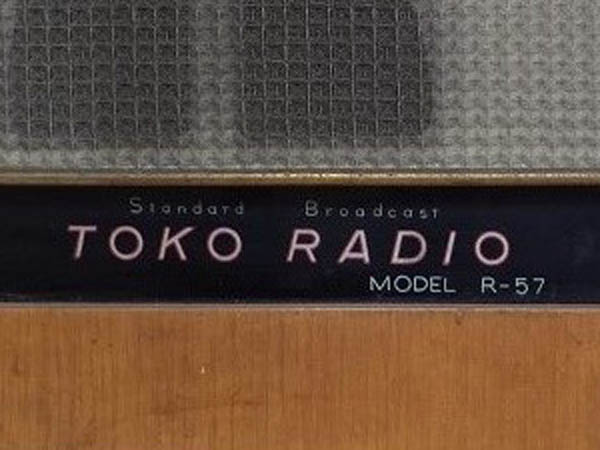 Standard Broadcast
TOKO RADIO
MODEL R-57